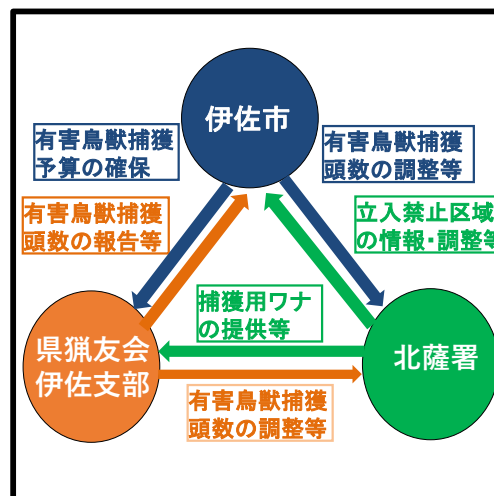 伊佐市
有害鳥獣捕獲
予算の確保
有害鳥獣捕獲
頭数の調整等
有害鳥獣捕獲
頭数の報告等
立入禁止区域
の情報・調整等
捕獲用ワナ
の提供等
県猟友会
伊佐支部
北薩署
有害鳥獣捕獲
頭数の調整等